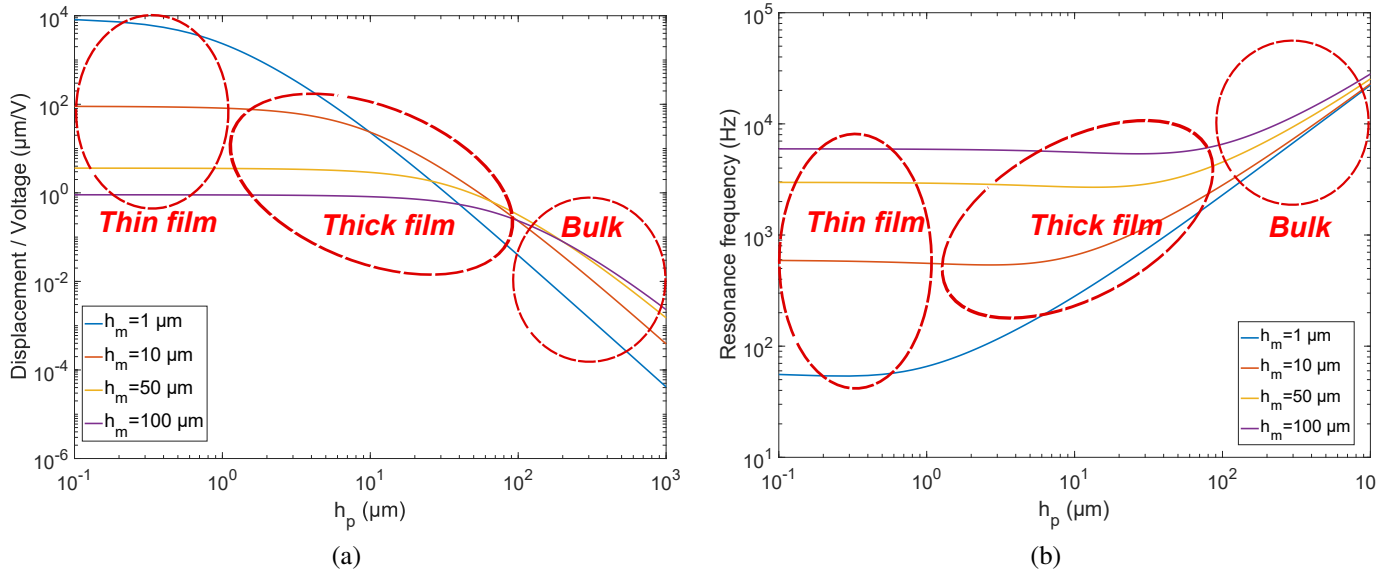 Displacement / Voltage (µm/V)
10^4
10^2
10^0
10^-2
10^-4
10^-6
Thin film
Thick film
Bulk
h_m=1 µm
h_m=10 µm
h_m=50 µm
h_m=100 µm
10^-1
10^0
10^1
10^2
10^3
h_p (µm)
(a)
Resonance frequency (Hz)
10^5
10^4
10^3
10^2
10^1
Thin film
Thick film
Bulk
h_m=1 µm
h_m=10 µm
h_m=50 µm
h_m=100 µm
10^-1
10^0
10^1
10^2
10
h_p (µm)
(b)